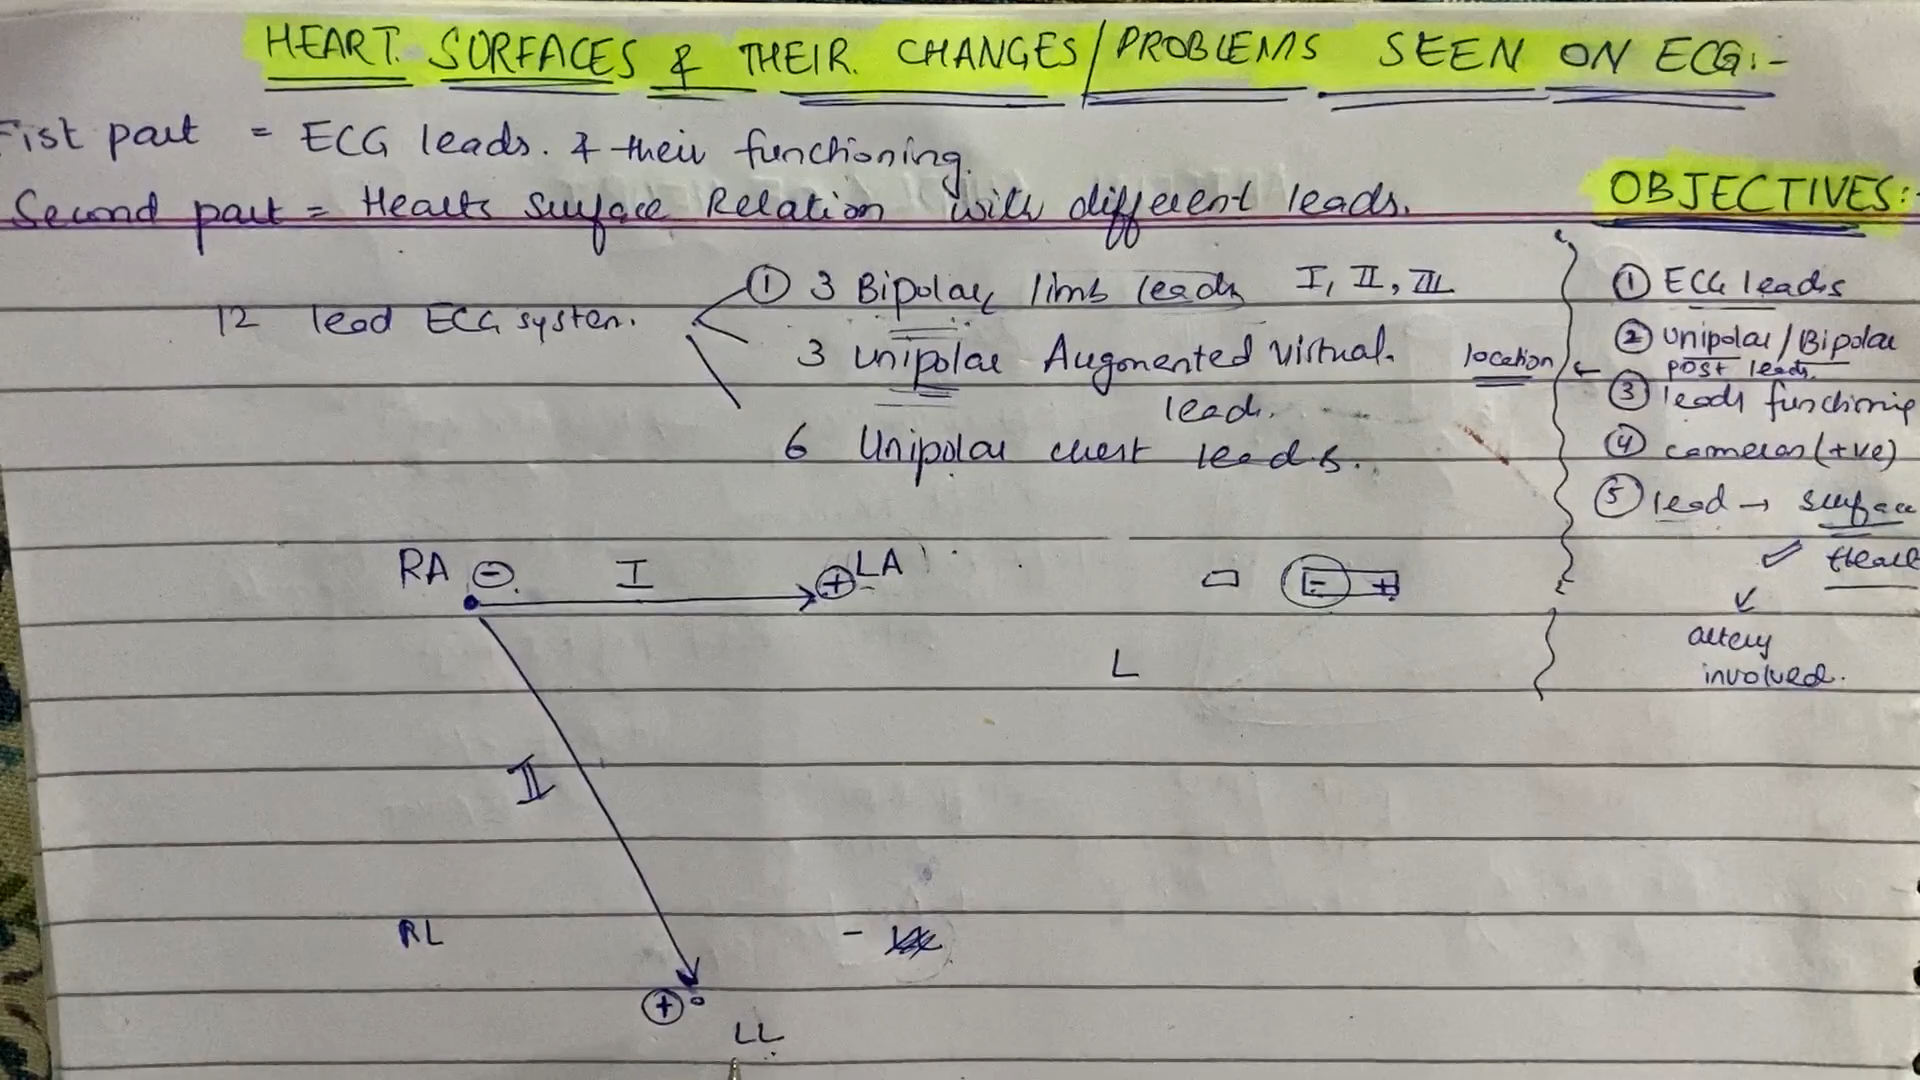 HEART SURFACES & THEIR CHANGES/PROBLEMS SEEN ON ECG:-
Fist part = ECG leads. & their functioning.
Second part = Hearts Surface Relation with different leads.
OBJECTIVES:-
12 lead ECG system.
① 3 Bipolar limb leads I, II, III
3 unipolar Augmented virtual.
lead.
6 Unipolar chest leads.
location
① ECG leads
② Unipolar/Bipolar
post leads.
③ leads functioning
④ cameras (+ve)
⑤ lead → surface
Heart
artery
involved.
RA ⊖ I ⊕ LA
- +
L
II
RL
-
⊕
LL